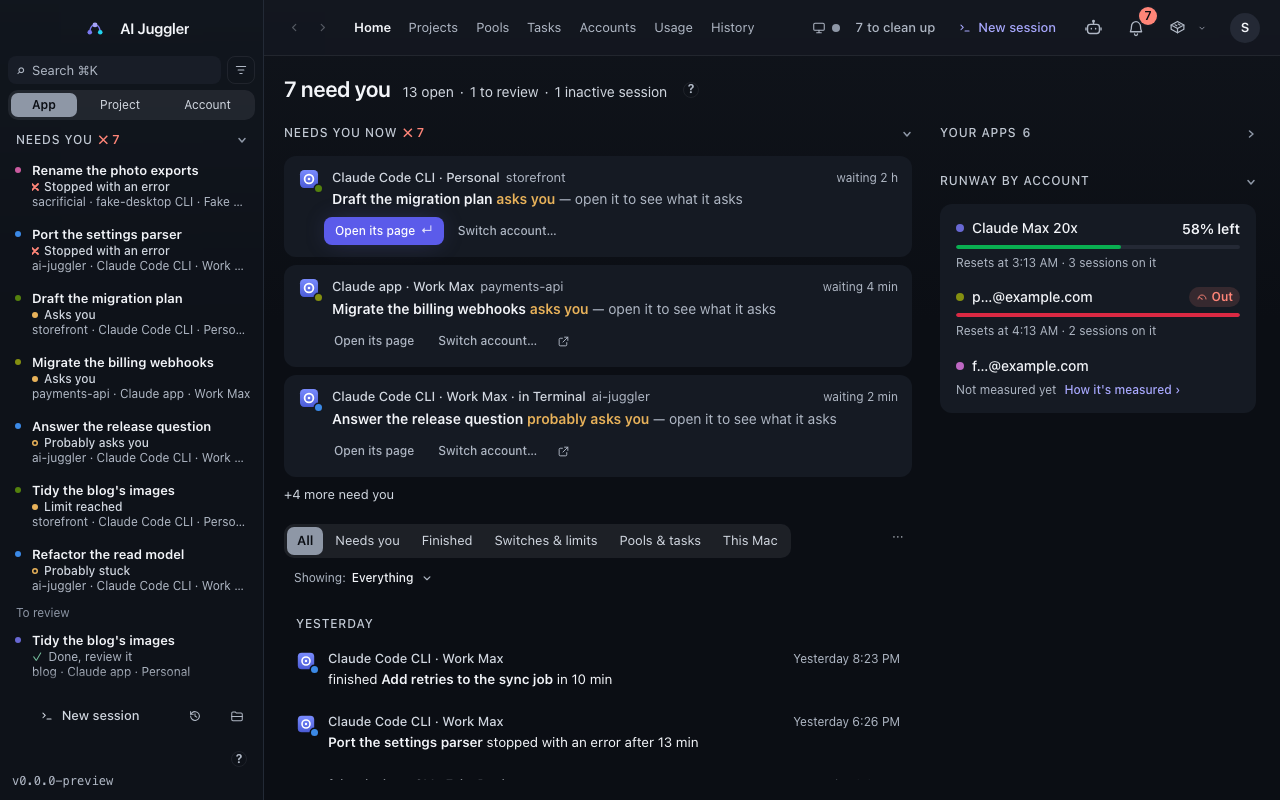 AI Juggler
Search ⌘K
App Project Account
NEEDS YOU 7
Rename the photo exports
Stopped with an error
sacrificial · fake-desktop CLI · Fake ...
Port the settings parser
Stopped with an error
ai-juggler · Claude Code CLI · Work ...
Draft the migration plan
Asks you
storefront · Claude Code CLI · Perso...
Migrate the billing webhooks
Asks you
payments-api · Claude app · Work Max
Answer the release question
Probably asks you
ai-juggler · Claude Code CLI · Work ...
Tidy the blog's images
Limit reached
storefront · Claude Code CLI · Perso...
Refactor the read model
Probably stuck
ai-juggler · Claude Code CLI · Work ...
To review
Tidy the blog's images
Done, review it
blog · Claude app · Personal
New session
?
v0.0.0-preview
Home Projects Pools Tasks Accounts Usage History
7 to clean up
New session
7
S
7 need you 13 open · 1 to review · 1 inactive session ?
NEEDS YOU NOW 7
Claude Code CLI · Personal storefront waiting 2 h
Draft the migration plan asks you — open it to see what it asks
Open its page ↵ Switch account...
Claude app · Work Max payments-api waiting 4 min
Migrate the billing webhooks asks you — open it to see what it asks
Open its page Switch account...
Claude Code CLI · Work Max · in Terminal ai-juggler waiting 2 min
Answer the release question probably asks you — open it to see what it asks
Open its page Switch account...
+4 more need you
All Needs you Finished Switches & limits Pools & tasks This Mac ...
Showing: Everything
YESTERDAY
Claude Code CLI · Work Max Yesterday 8:23 PM
finished Add retries to the sync job in 10 min
Claude Code CLI · Work Max Yesterday 6:26 PM
Port the settings parser stopped with an error after 13 min
YOUR APPS 6
RUNWAY BY ACCOUNT
Claude Max 20x 58% left
Resets at 3:13 AM · 3 sessions on it
p...@example.com Out
Resets at 4:13 AM · 2 sessions on it
f...@example.com
Not measured yet How it's measured ›